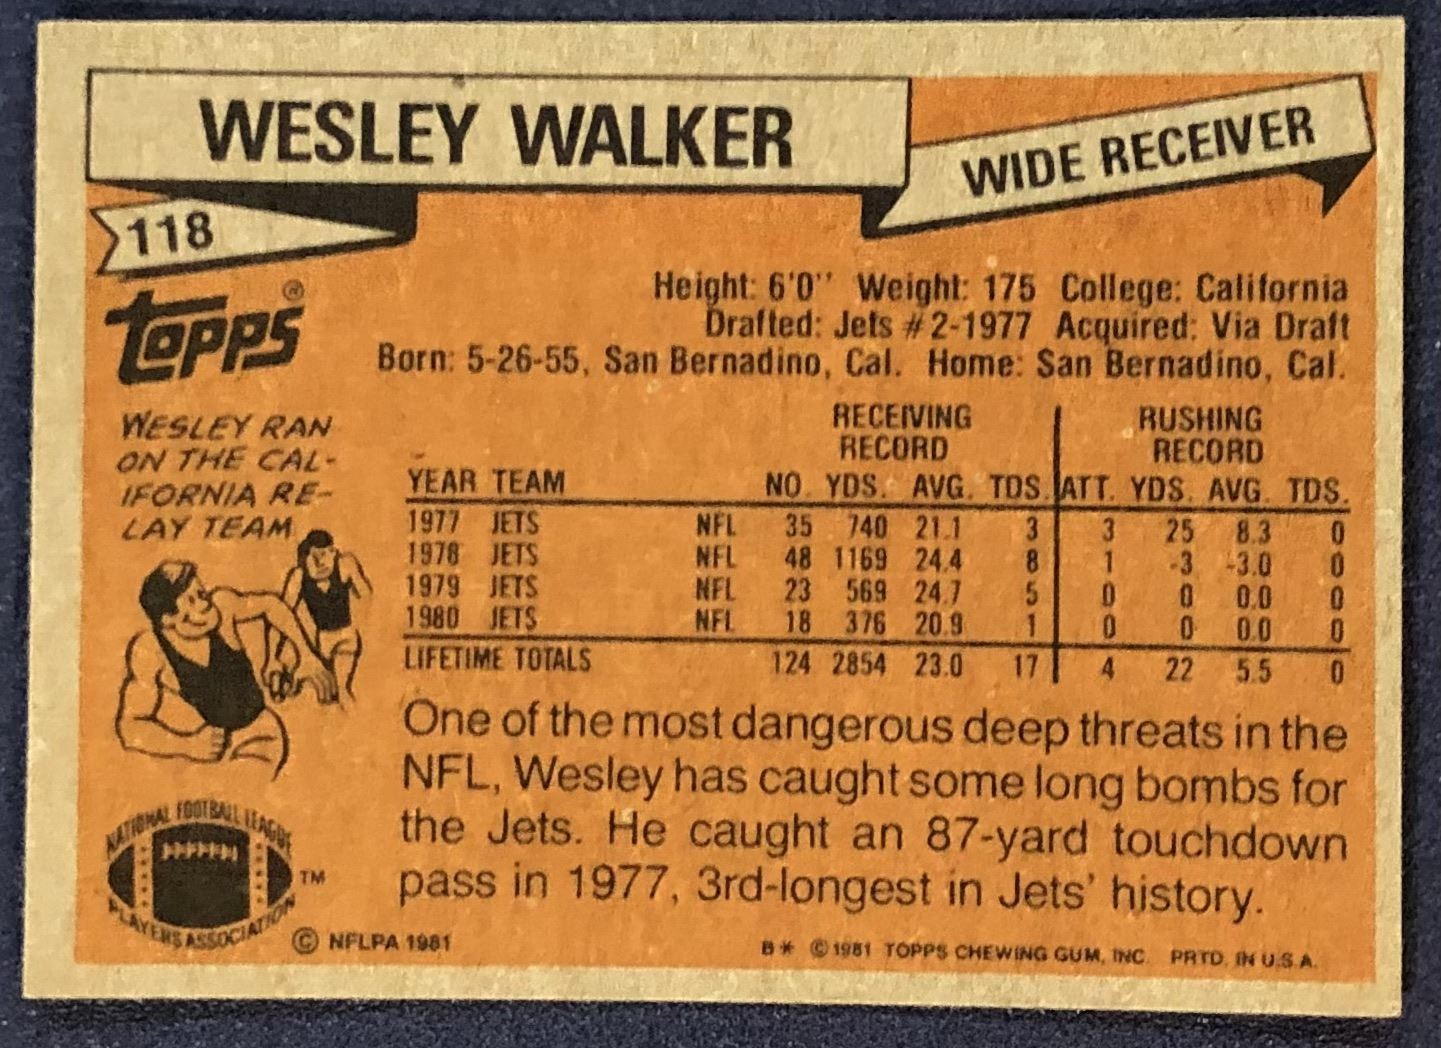 WESLEY WALKER
WIDE RECEIVER
118
Topps®
Height: 6'0" Weight: 175 College: California
Drafted: Jets #2-1977 Acquired: Via Draft
Born: 5-26-55, San Bernadino, Cal. Home: San Bernadino, Cal.
WESLEY RAN
ON THE CAL-
IFORNIA RE-
LAY TEAM
RECEIVING RECORD RUSHING RECORD
YEAR TEAM NO. YDS. AVG. TDS. ATT. YDS. AVG. TDS.
1977 JETS NFL 35 740 21.1 3 3 25 8.3 0
1978 JETS NFL 48 1169 24.4 8 1 -3 -3.0 0
1979 JETS NFL 23 569 24.7 5 0 0 0.0 0
1980 JETS NFL 18 376 20.9 1 0 0 0.0 0
LIFETIME TOTALS 124 2854 23.0 17 4 22 5.5 0
One of the most dangerous deep threats in the
NFL, Wesley has caught some long bombs for
the Jets. He caught an 87-yard touchdown
pass in 1977, 3rd-longest in Jets' history.
NATIONAL FOOTBALL LEAGUE
PLAYERS ASSOCIATION ™
© NFLPA 1981
B* © 1981 TOPPS CHEWING GUM, INC. PRTD. IN U.S.A.